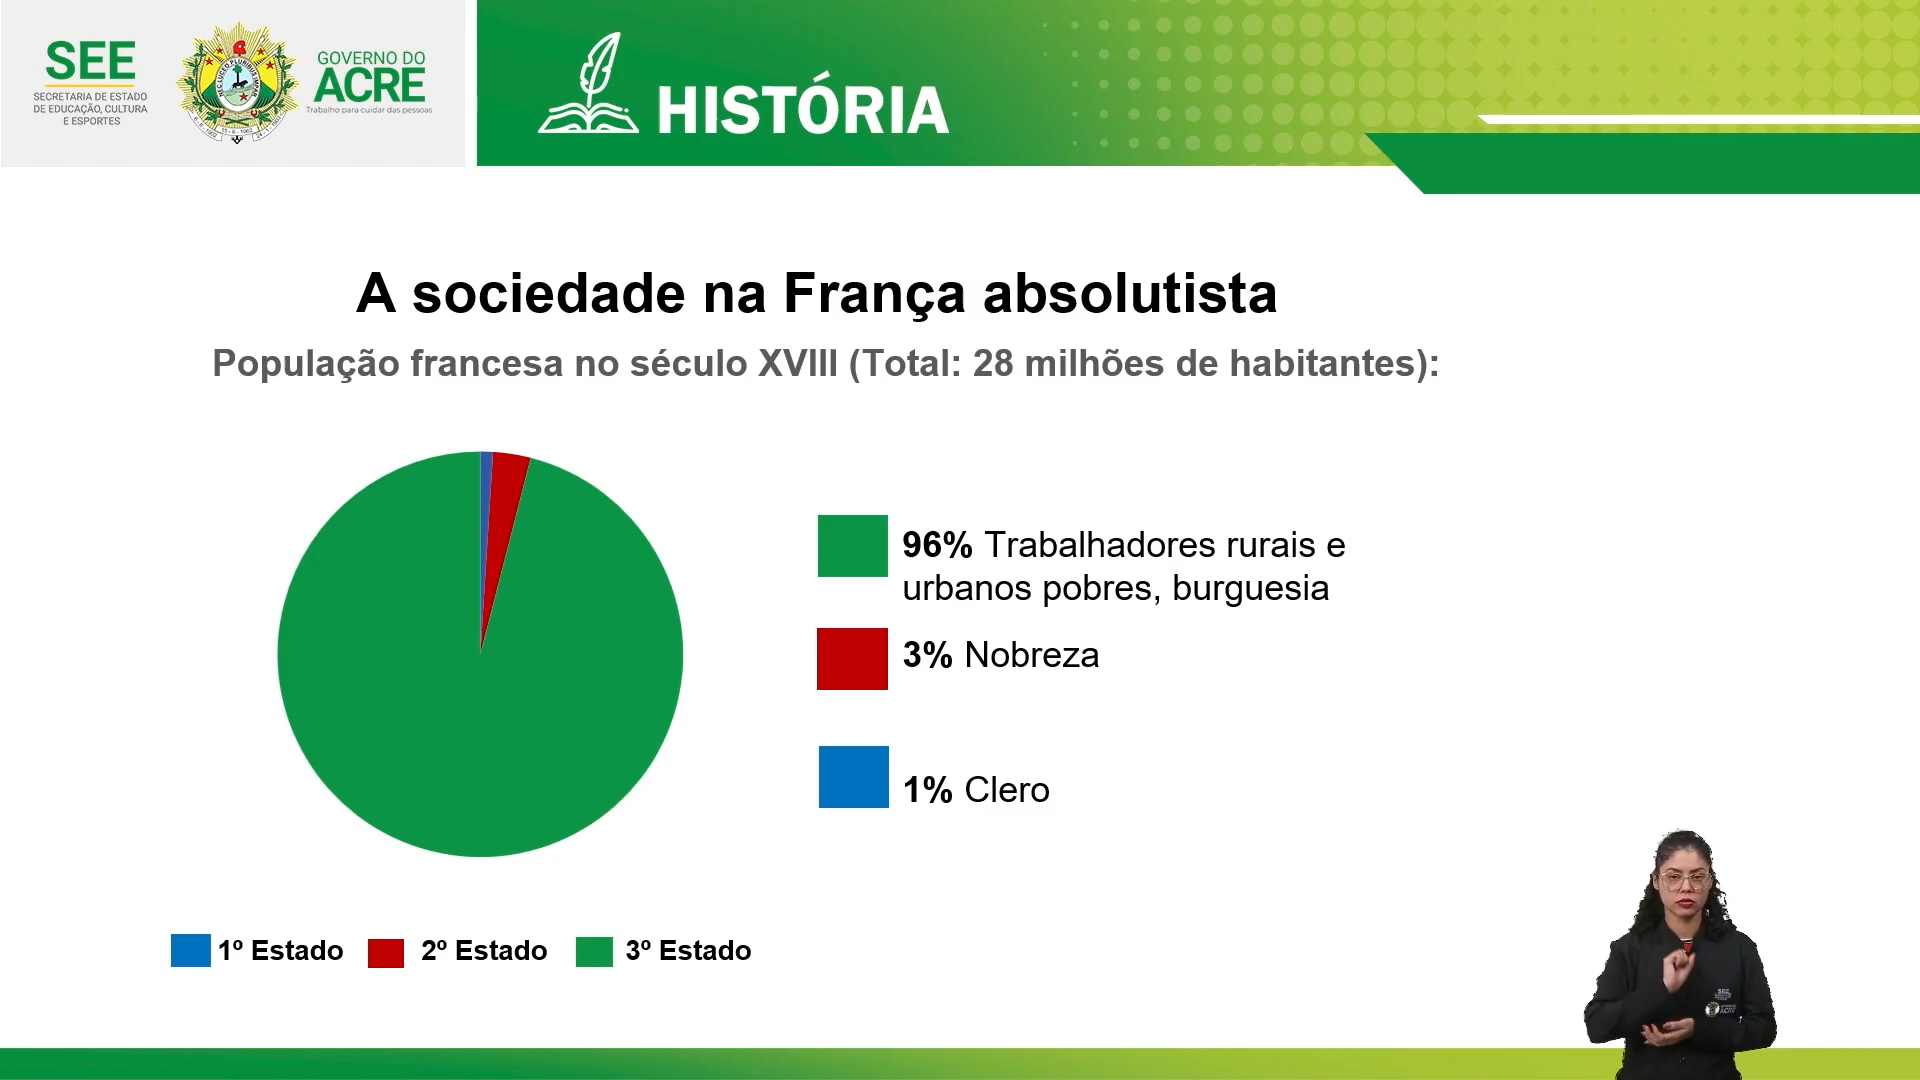 SEE
SECRETARIA DE ESTADO
DE EDUCAÇÃO, CULTURA
E ESPORTES
GOVERNO DO
ACRE
Trabalho para cuidar das pessoas
HISTÓRIA
A sociedade na França absolutista
População francesa no século XVIII (Total: 28 milhões de habitantes):
96% Trabalhadores rurais e
urbanos pobres, burguesia
3% Nobreza
1% Clero
1º Estado 2º Estado 3º Estado